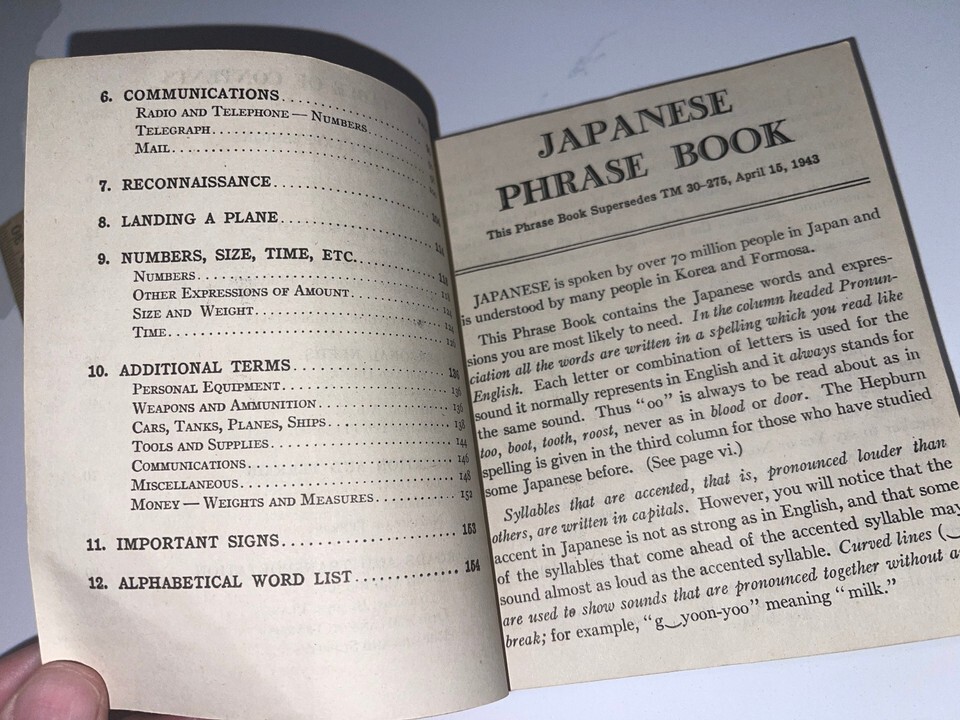 6. COMMUNICATIONS
RADIO AND TELEPHONE — NUMBERS
TELEGRAPH
MAIL
7. RECONNAISSANCE
8. LANDING A PLANE
9. NUMBERS, SIZE, TIME, ETC.
NUMBERS
OTHER EXPRESSIONS OF AMOUNT
SIZE AND WEIGHT
TIME
10. ADDITIONAL TERMS
PERSONAL EQUIPMENT
WEAPONS AND AMMUNITION
CARS, TANKS, PLANES, SHIPS 138
TOOLS AND SUPPLIES 144
COMMUNICATIONS 146
MISCELLANEOUS 148
MONEY — WEIGHTS AND MEASURES 152
11. IMPORTANT SIGNS 153
12. ALPHABETICAL WORD LIST 154
JAPANESE
PHRASE BOOK
This Phrase Book Supersedes TM 30-275, April 15, 1943
JAPANESE is spoken by over 70 million people in Japan and
is understood by many people in Korea and Formosa.
This Phrase Book contains the Japanese words and expres-
sions you are most likely to need. In the column headed Pronun-
ciation all the words are written in a spelling which you read like
English. Each letter or combination of letters is used for the
sound it normally represents in English and it always stands for
the same sound. Thus "oo" is always to be read about as in
too, boot, tooth, roost, never as in blood or door. The Hepburn
spelling is given in the third column for those who have studied
some Japanese before. (See page vi.)
Syllables that are accented, that is, pronounced louder than
others, are written in capitals. However, you will notice that the
accent in Japanese is not as strong as in English, and that some
of the syllables that come ahead of the accented syllable may
sound almost as loud as the accented syllable. Curved lines (‿
are used to show sounds that are pronounced together without a
break; for example, "g‿yoon-yoo" meaning "milk."